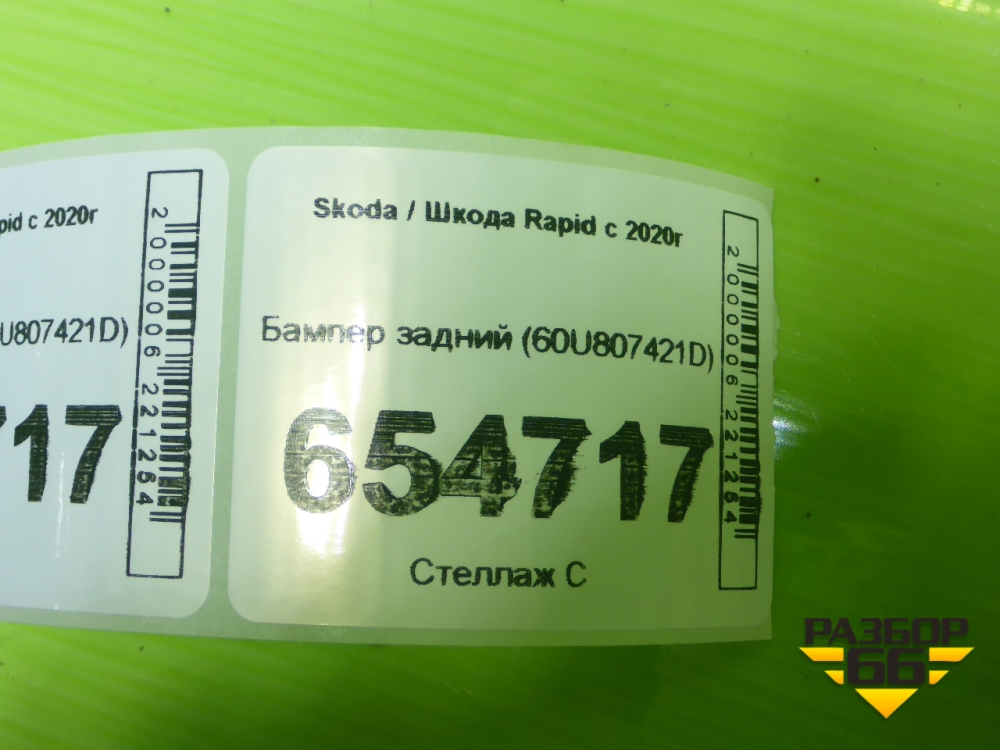 pid с 2020г
U807421D)
717
2000006221264
Skoda / Шкода Rapid с 2020г
Бампер задний (60U807421D)
654717
Стеллаж С
2000006221264
РАЗБОР
66